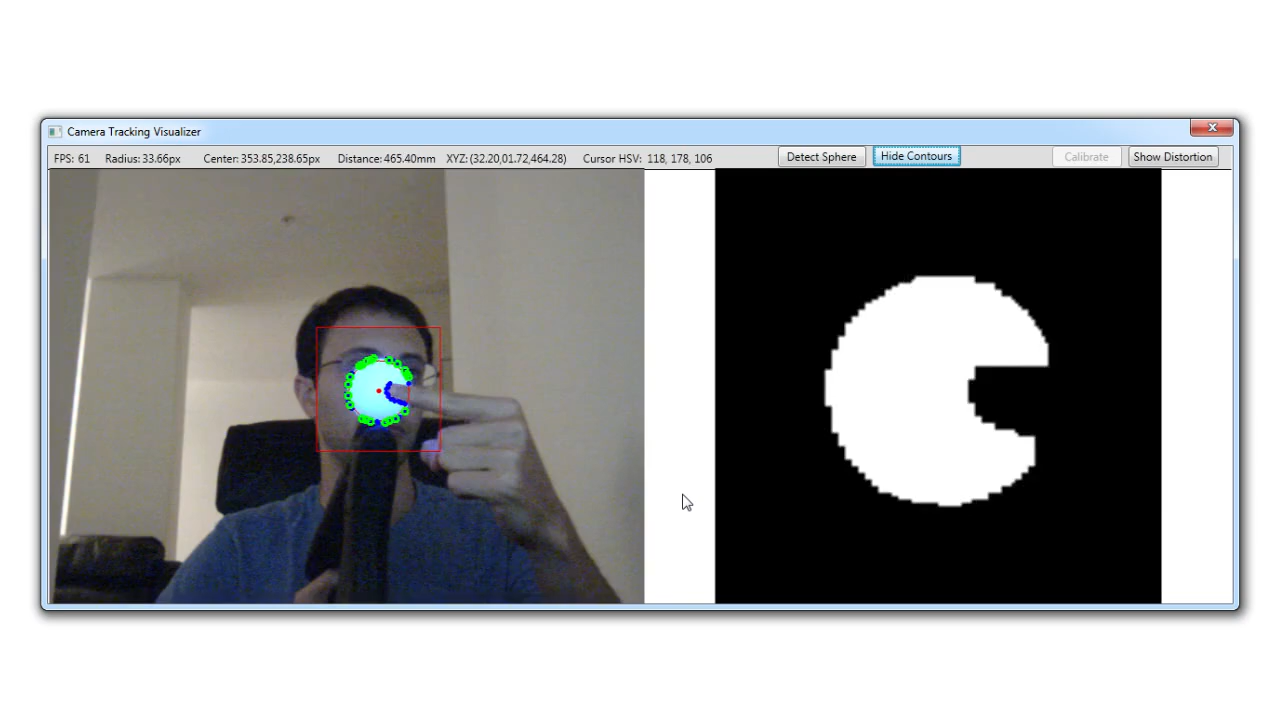 Camera Tracking Visualizer
FPS: 61 Radius: 33.66px Center: 353.85,238.65px Distance: 465.40mm XYZ: (32.20,01.72,464.28) Cursor HSV: 118, 178, 106 Detect Sphere Hide Contours Calibrate Show Distortion